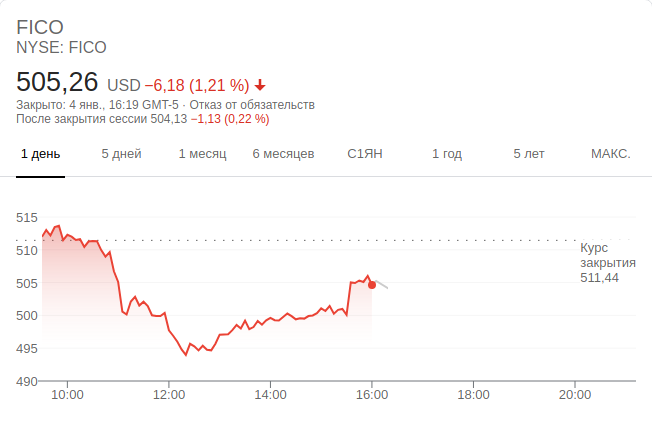 FICO
NYSE: FICO
505,26 USD −6,18 (1,21 %)
Закрыто: 4 янв., 16:19 GMT-5 · Отказ от обязательств
После закрытия сессии 504,13 −1,13 (0,22 %)
1 день 5 дней 1 месяц 6 месяцев С1ЯН 1 год 5 лет МАКС.
515
510
505
500
495
490
Курс
закрытия
511,44
10:00 12:00 14:00 16:00 18:00 20:00